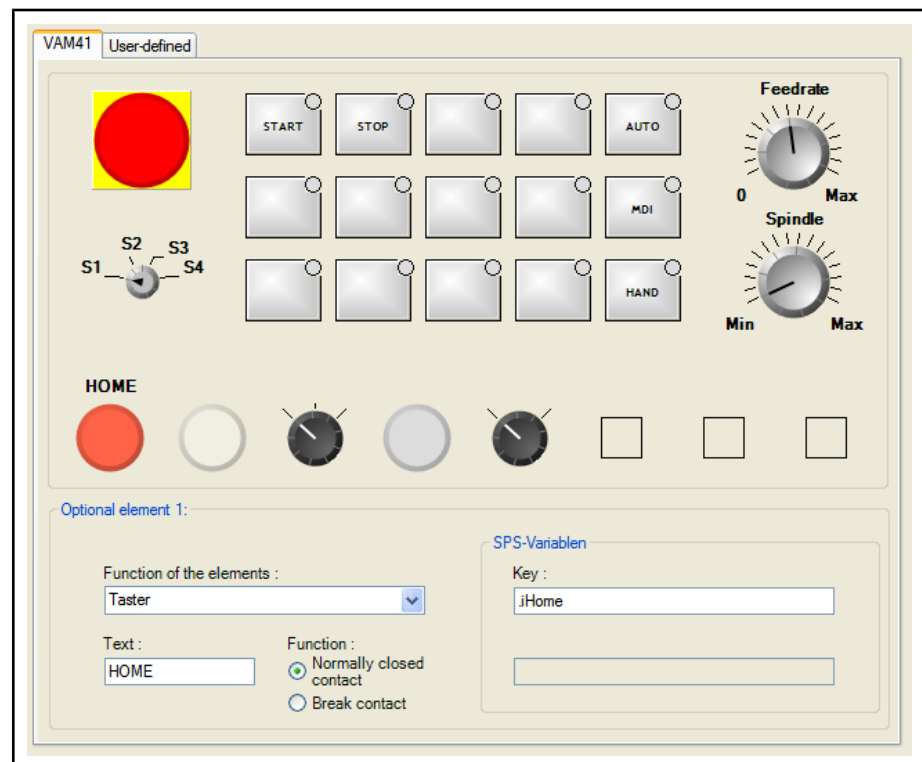 VAM41 User-defined
START STOP AUTO
Feedrate
0 Max
MDI
S1 S2 S3 S4
Spindle
HAND
Min Max
HOME
Optional element 1:
Function of the elements :
Taster
Text :
HOME
Function :
Normally closed
contact
Break contact
SPS-Variablen
Key :
.iHome